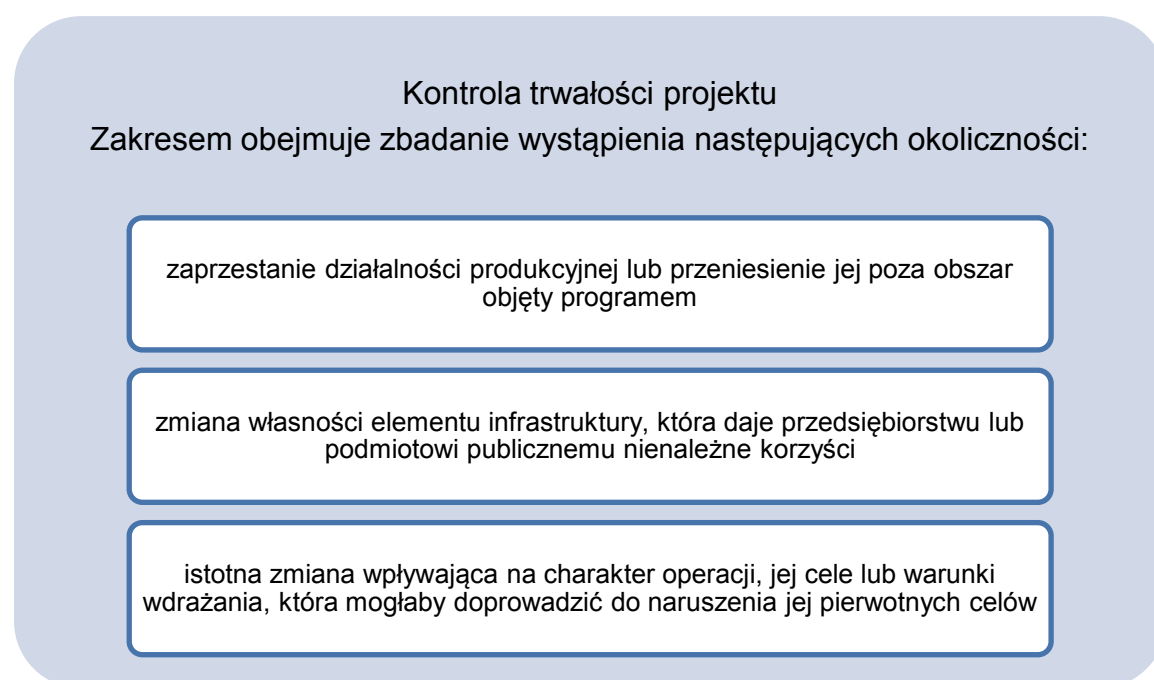 Kontrola trwałości projektu
Zakresem obejmuje zbadanie wystąpienia następujących okoliczności:
zaprzestanie działalności produkcyjnej lub przeniesienie jej poza obszar
objęty programem
zmiana własności elementu infrastruktury, która daje przedsiębiorstwu lub
podmiotowi publicznemu nienależne korzyści
istotna zmiana wpływająca na charakter operacji, jej cele lub warunki
wdrażania, która mogłaby doprowadzić do naruszenia jej pierwotnych celów